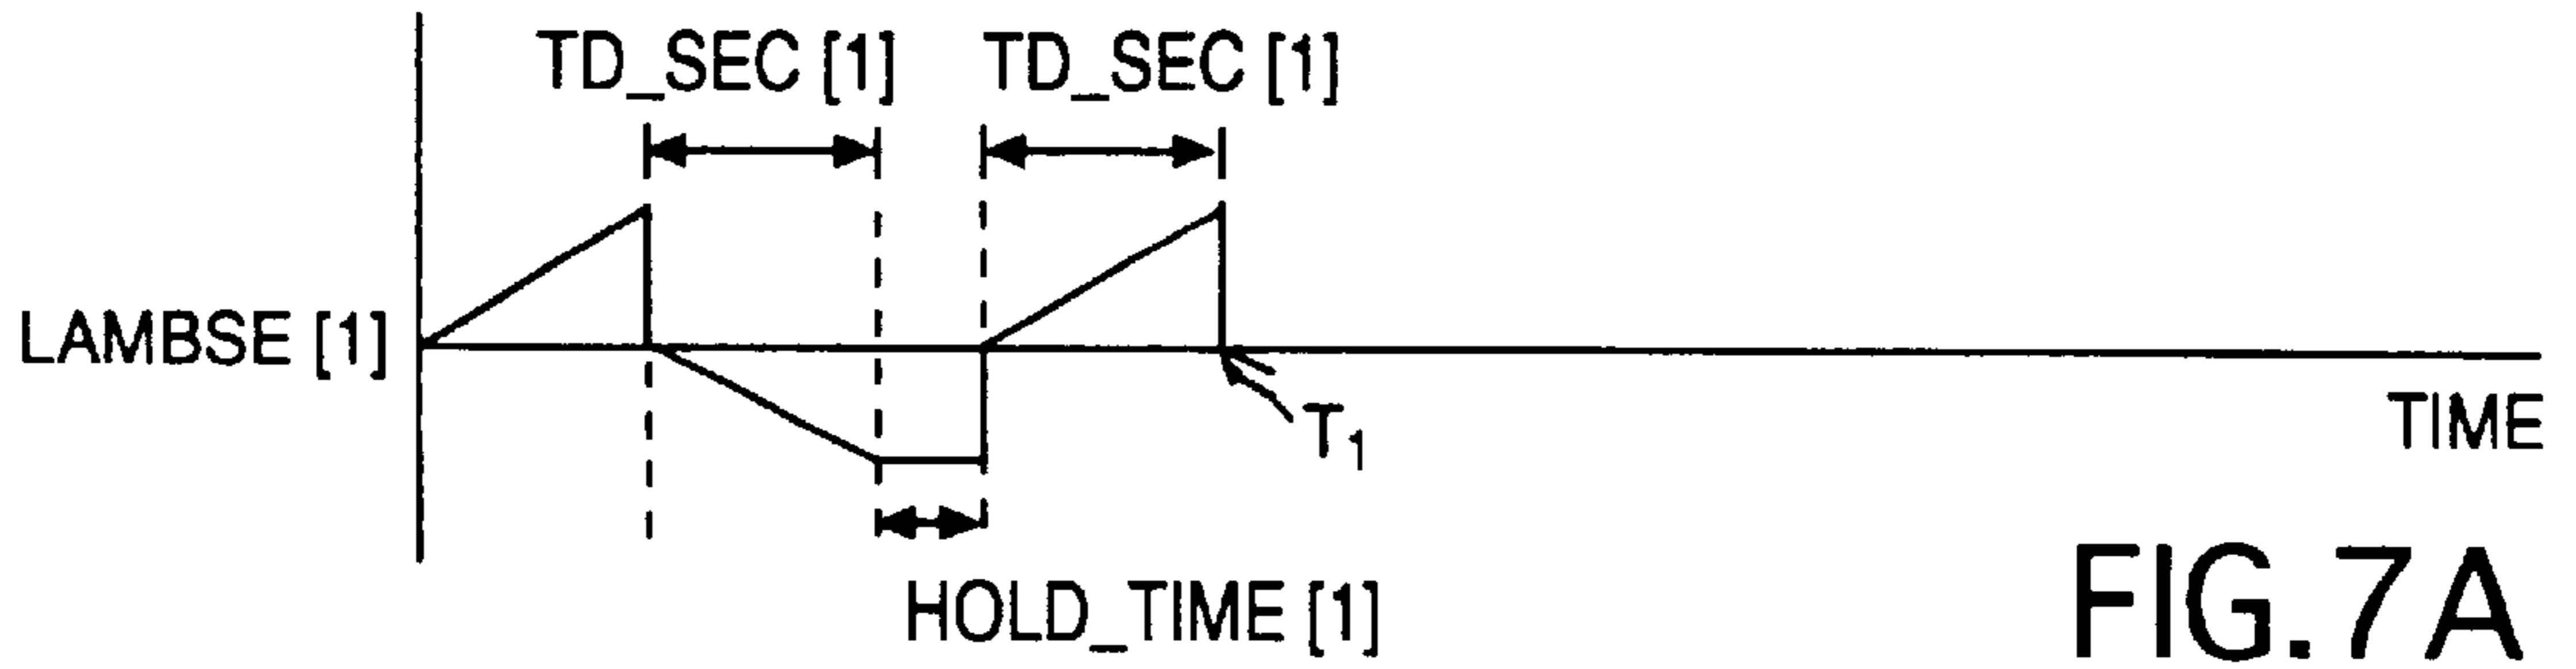 TD_SEC [1] TD_SEC [1]
LAMBSE [1]
T1
TIME
HOLD_TIME [1]
FIG.7A